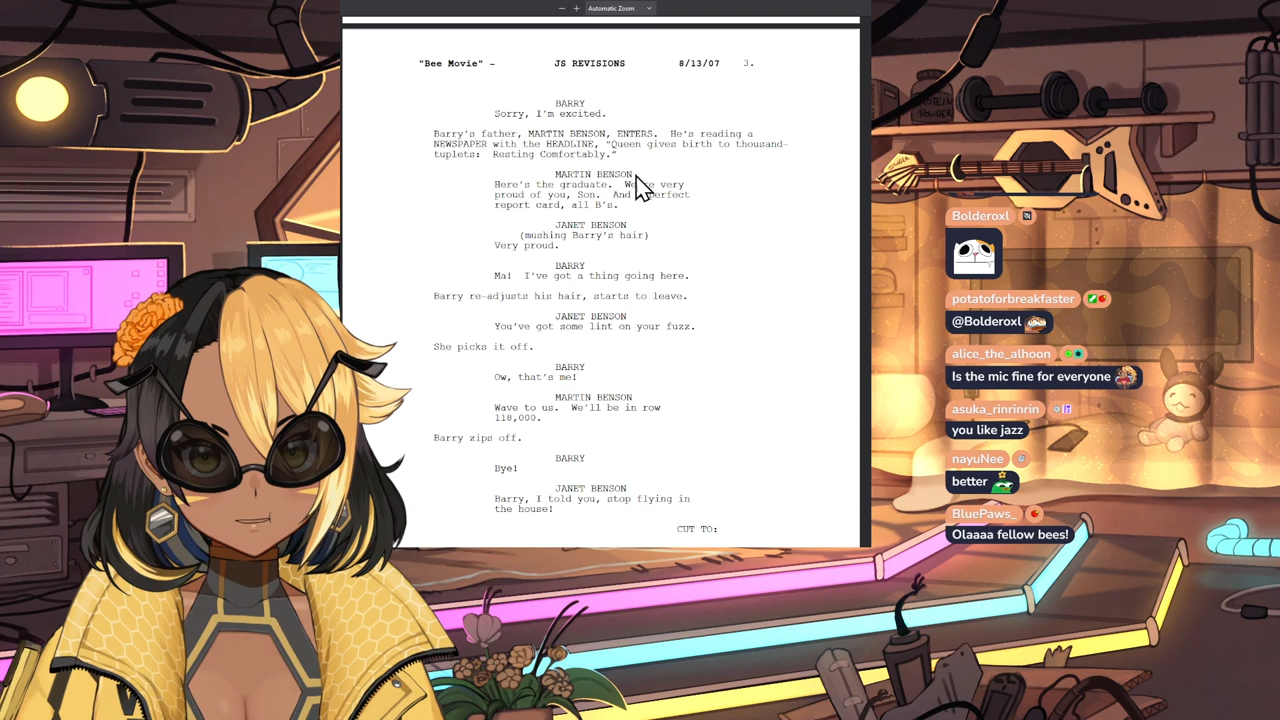 Automatic Zoom
"Bee Movie" - JS REVISIONS 8/13/07 3.
BARRY
Sorry, I'm excited.
Barry's father, MARTIN BENSON, ENTERS. He's reading a
NEWSPAPER with the HEADLINE, "Queen gives birth to thousand-
tuplets: Resting Comfortably."
MARTIN BENSON
Here's the graduate. very
proud of you, Son. And perfect
report card, all B's.
JANET BENSON
(mushing Barry's hair)
Very proud.
BARRY
Ma! I've got a thing going here.
Barry re-adjusts his hair, starts to leave.
JANET BENSON
You've got some lint on your fuzz.
She picks it off.
BARRY
Ow, that's me!
MARTIN BENSON
Wave to us. We'll be in row
118,000.
Barry zips off.
BARRY
Bye!
JANET BENSON
Barry, I told you, stop flying in
the house!
CUT TO:
PROTEIN
POWDER
Bolderoxl
potatoforbreakfaster
@Bolderoxl
alice_the_alhoon
Is the mic fine for everyone
asuka_rinrinrin
you like jazz
nayuNee
better
BluePaws_
Olaaaa fellow bees!